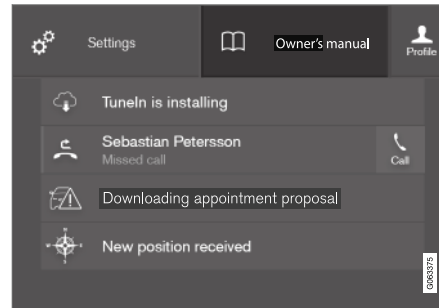 Settings
Owner's manual
Profile
TuneIn is installing
Sebastian Petersson
Missed call
Call
Downloading appointment proposal
New position received
G063375